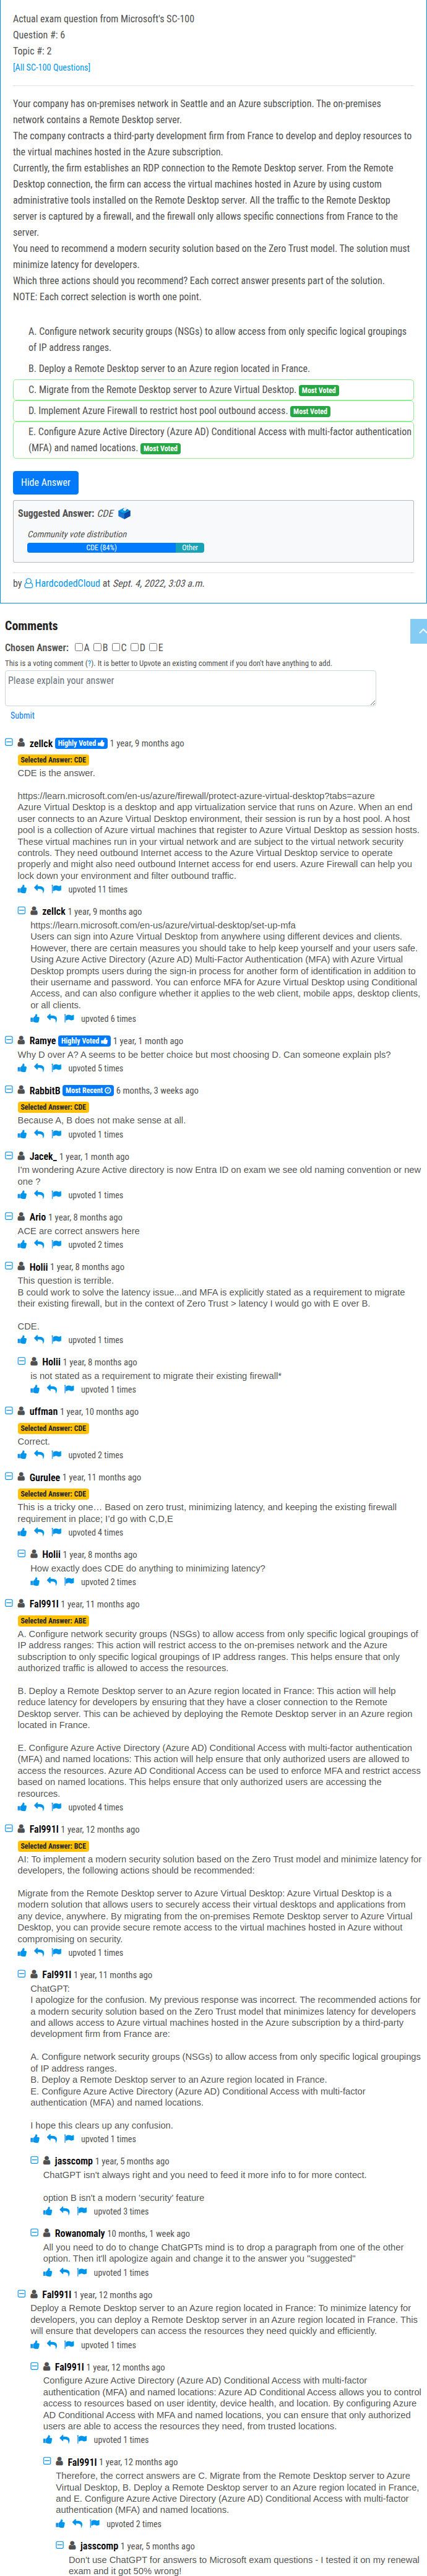 Actual exam question from Microsoft's SC-100
Question #: 6
Topic #: 2
[All SC-100 Questions]
Your company has on-premises network in Seattle and an Azure subscription. The on-premises
network contains a Remote Desktop server.
The company contracts a third-party development firm from France to develop and deploy resources to
the virtual machines hosted in the Azure subscription.
Currently, the firm establishes an RDP connection to the Remote Desktop server. From the Remote
Desktop connection, the firm can access the virtual machines hosted in Azure by using custom
administrative tools installed on the Remote Desktop server. All the traffic to the Remote Desktop
server is captured by a firewall, and the firewall only allows specific connections from France to the
server.
You need to recommend a modern security solution based on the Zero Trust model. The solution must
minimize latency for developers.
Which three actions should you recommend? Each correct answer presents part of the solution.
NOTE: Each correct selection is worth one point.
A. Configure network security groups (NSGs) to allow access from only specific logical groupings
of IP address ranges.
B. Deploy a Remote Desktop server to an Azure region located in France.
C. Migrate from the Remote Desktop server to Azure Virtual Desktop. Most Voted
D. Implement Azure Firewall to restrict host pool outbound access. Most Voted
E. Configure Azure Active Directory (Azure AD) Conditional Access with multi-factor authentication
(MFA) and named locations. Most Voted
Hide Answer
Suggested Answer: CDE
Community vote distribution
CDE (84%) Other
by HardcodedCloud at Sept. 4, 2022, 3:03 a.m.
Comments
Chosen Answer: A B C D E
This is a voting comment (?). It is better to Upvote an existing comment if you don't have anything to add.
Please explain your answer
Submit
zellck Highly Voted 1 year, 9 months ago
Selected Answer: CDE
CDE is the answer.
https://learn.microsoft.com/en-us/azure/firewall/protect-azure-virtual-desktop?tabs=azure
Azure Virtual Desktop is a desktop and app virtualization service that runs on Azure. When an end
user connects to an Azure Virtual Desktop environment, their session is run by a host pool. A host
pool is a collection of Azure virtual machines that register to Azure Virtual Desktop as session hosts.
These virtual machines run in your virtual network and are subject to the virtual network security
controls. They need outbound Internet access to the Azure Virtual Desktop service to operate
properly and might also need outbound Internet access for end users. Azure Firewall can help you
lock down your environment and filter outbound traffic.
upvoted 11 times
zellck 1 year, 9 months ago
https://learn.microsoft.com/en-us/azure/virtual-desktop/set-up-mfa
Users can sign into Azure Virtual Desktop from anywhere using different devices and clients.
However, there are certain measures you should take to help keep yourself and your users safe.
Using Azure Active Directory (Azure AD) Multi-Factor Authentication (MFA) with Azure Virtual
Desktop prompts users during the sign-in process for another form of identification in addition to
their username and password. You can enforce MFA for Azure Virtual Desktop using Conditional
Access, and can also configure whether it applies to the web client, mobile apps, desktop clients,
or all clients.
upvoted 6 times
Ramye Highly Voted 1 year, 1 month ago
Why D over A? A seems to be better choice but most choosing D. Can someone explain pls?
upvoted 5 times
RabbitB Most Recent 6 months, 3 weeks ago
Selected Answer: CDE
Because A, B does not make sense at all.
upvoted 1 times
Jacek_ 1 year, 1 month ago
I'm wondering Azure Active directory is now Entra ID on exam we see old naming convention or new
one ?
upvoted 1 times
Ario 1 year, 8 months ago
ACE are correct answers here
upvoted 2 times
Holii 1 year, 8 months ago
This question is terrible.
B could work to solve the latency issue...and MFA is explicitly stated as a requirement to migrate
their existing firewall, but in the context of Zero Trust > latency I would go with E over B.
CDE.
upvoted 1 times
Holii 1 year, 8 months ago
is not stated as a requirement to migrate their existing firewall*
upvoted 1 times
uffman 1 year, 10 months ago
Selected Answer: CDE
Correct.
upvoted 2 times
Gurulee 1 year, 11 months ago
Selected Answer: CDE
This is a tricky one… Based on zero trust, minimizing latency, and keeping the existing firewall
requirement in place; I'd go with C,D,E
upvoted 4 times
Holii 1 year, 8 months ago
How exactly does CDE do anything to minimizing latency?
upvoted 2 times
Fal991l 1 year, 11 months ago
Selected Answer: ABE
A. Configure network security groups (NSGs) to allow access from only specific logical groupings of
IP address ranges: This action will restrict access to the on-premises network and the Azure
subscription to only specific logical groupings of IP address ranges. This helps ensure that only
authorized traffic is allowed to access the resources.
B. Deploy a Remote Desktop server to an Azure region located in France: This action will help
reduce latency for developers by ensuring that they have a closer connection to the Remote
Desktop server. This can be achieved by deploying the Remote Desktop server in an Azure region
located in France.
E. Configure Azure Active Directory (Azure AD) Conditional Access with multi-factor authentication
(MFA) and named locations: This action will help ensure that only authorized users are allowed to
access the resources. Azure AD Conditional Access can be used to enforce MFA and restrict access
based on named locations. This helps ensure that only authorized users are accessing the
resources.
upvoted 4 times
Fal991l 1 year, 12 months ago
Selected Answer: BCE
AI: To implement a modern security solution based on the Zero Trust model and minimize latency for
developers, the following actions should be recommended:
Migrate from the Remote Desktop server to Azure Virtual Desktop: Azure Virtual Desktop is a
modern solution that allows users to securely access their virtual desktops and applications from
any device, anywhere. By migrating from the on-premises Remote Desktop server to Azure Virtual
Desktop, you can provide secure remote access to the virtual machines hosted in Azure without
compromising on security.
upvoted 1 times
Fal991l 1 year, 11 months ago
ChatGPT:
I apologize for the confusion. My previous response was incorrect. The recommended actions for
a modern security solution based on the Zero Trust model that minimizes latency for developers
and allows access to Azure virtual machines hosted in the Azure subscription by a third-party
development firm from France are:
A. Configure network security groups (NSGs) to allow access from only specific logical groupings
of IP address ranges.
B. Deploy a Remote Desktop server to an Azure region located in France.
E. Configure Azure Active Directory (Azure AD) Conditional Access with multi-factor
authentication (MFA) and named locations.
I hope this clears up any confusion.
upvoted 1 times
jasscomp 1 year, 5 months ago
ChatGPT isn't always right and you need to feed it more info to for more context.
option B isn't a modern 'security' feature
upvoted 3 times
Rowanomaly 10 months, 1 week ago
All you need to do to change ChatGPTs mind is to drop a paragraph from one of the other
option. Then it'll apologize again and change it to the answer you "suggested"
upvoted 1 times
Fal991l 1 year, 12 months ago
Deploy a Remote Desktop server to an Azure region located in France: To minimize latency for
developers, you can deploy a Remote Desktop server in an Azure region located in France. This
will ensure that developers can access the resources they need quickly and efficiently.
upvoted 1 times
Fal991l 1 year, 12 months ago
Configure Azure Active Directory (Azure AD) Conditional Access with multi-factor
authentication (MFA) and named locations: Azure AD Conditional Access allows you to control
access to resources based on user identity, device health, and location. By configuring Azure
AD Conditional Access with MFA and named locations, you can ensure that only authorized
users are able to access the resources they need, from trusted locations.
upvoted 1 times
Fal991l 1 year, 12 months ago
Therefore, the correct answers are C. Migrate from the Remote Desktop server to Azure
Virtual Desktop, B. Deploy a Remote Desktop server to an Azure region located in France,
and E. Configure Azure Active Directory (Azure AD) Conditional Access with multi-factor
authentication (MFA) and named locations.
upvoted 2 times
jasscomp 1 year, 5 months ago
Don't use ChatGPT for answers to Microsoft exam questions - I tested it on my renewal
exam and it got 50% wrong!